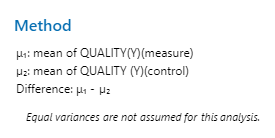 Method
μ₁: mean of QUALITY(Y)(measure)
µ₂: mean of QUALITY (Y)(control)
Difference: μ₁ - µ₂
Equal variances are not assumed for this analysis.